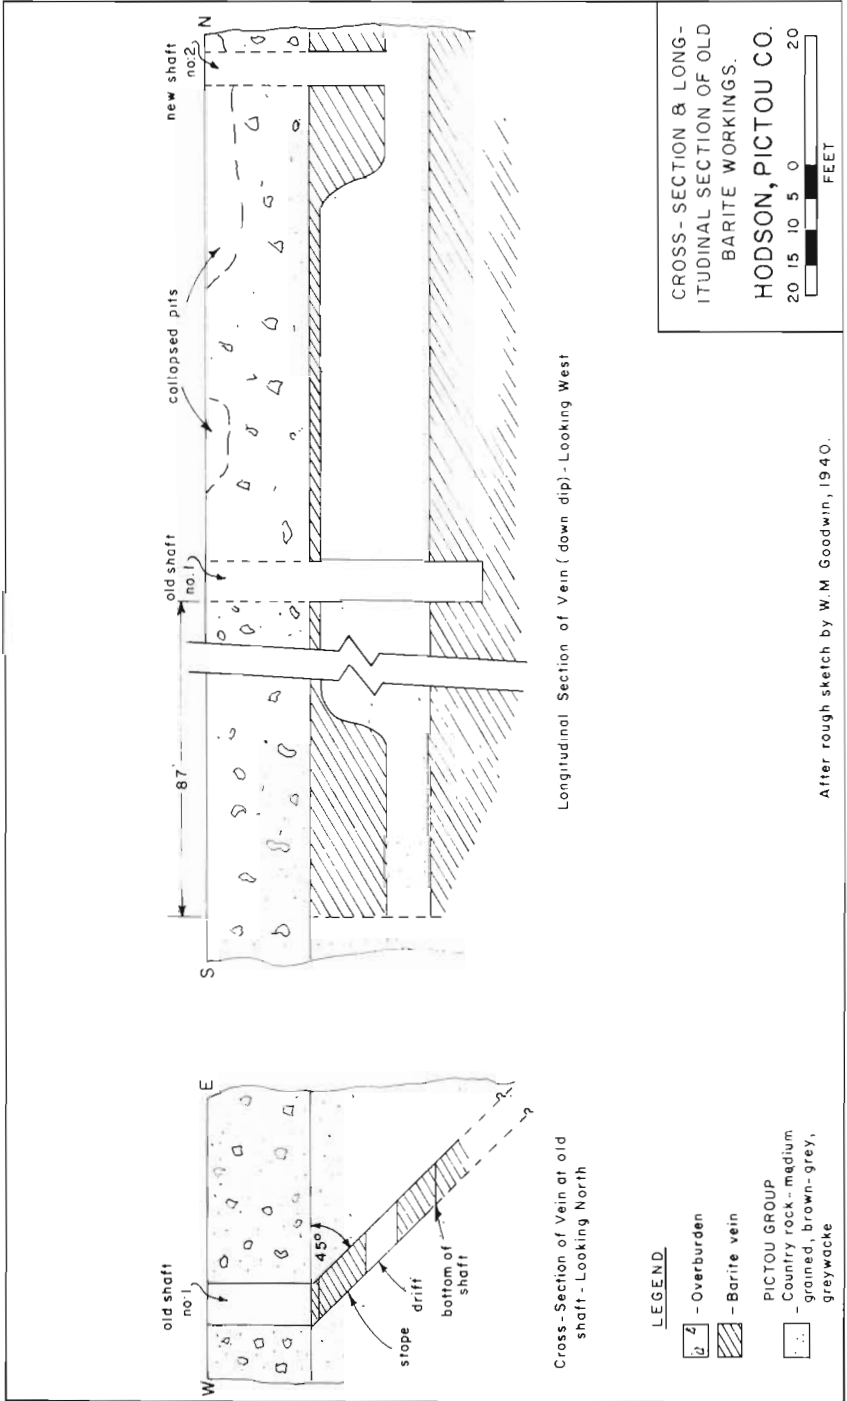 W
E
old shaft
no.1
45°
stope
drift
bottom of
shaft
?
?
Cross-Section of Vein at old
shaft - Looking North
S
N
87'
old shaft
no.1
collapsed pits
new shaft
no.2
Longitudinal Section of Vein (down dip) - Looking West
LEGEND
- Overburden
- Barite vein
PICTOU GROUP
- Country rock - medium
grained, brown-grey,
greywacke
After rough sketch by W.M Goodwin, 1940.
CROSS-SECTION & LONG-
ITUDINAL SECTION OF OLD
BARITE WORKINGS.
HODSON, PICTOU CO.
20 15 10 5 0 20
FEET